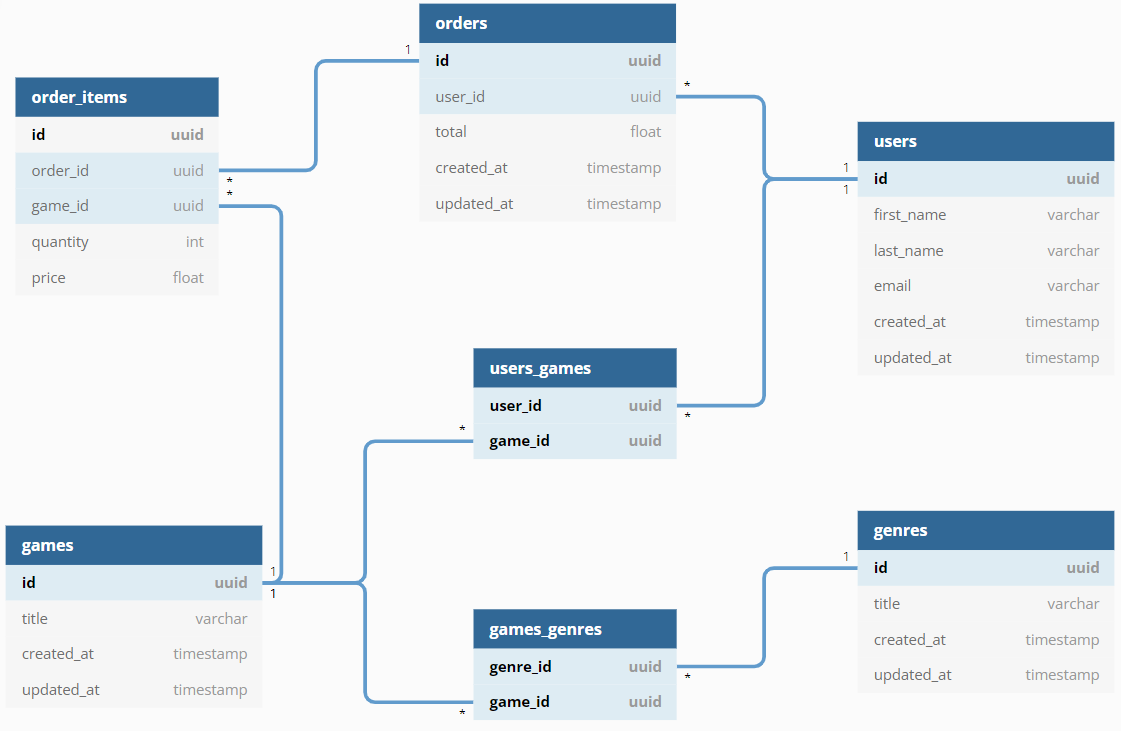 orders
id uuid
user_id uuid
total float
created_at timestamp
updated_at timestamp
1
*
order_items
id uuid
order_id uuid
game_id uuid
quantity int
price float
*
*
users
id uuid
first_name varchar
last_name varchar
email varchar
created_at timestamp
updated_at timestamp
1
1
users_games
user_id uuid
game_id uuid
*
*
games
id uuid
title varchar
created_at timestamp
updated_at timestamp
1
1
games_genres
genre_id uuid
game_id uuid
*
*
genres
id uuid
title varchar
created_at timestamp
updated_at timestamp
1